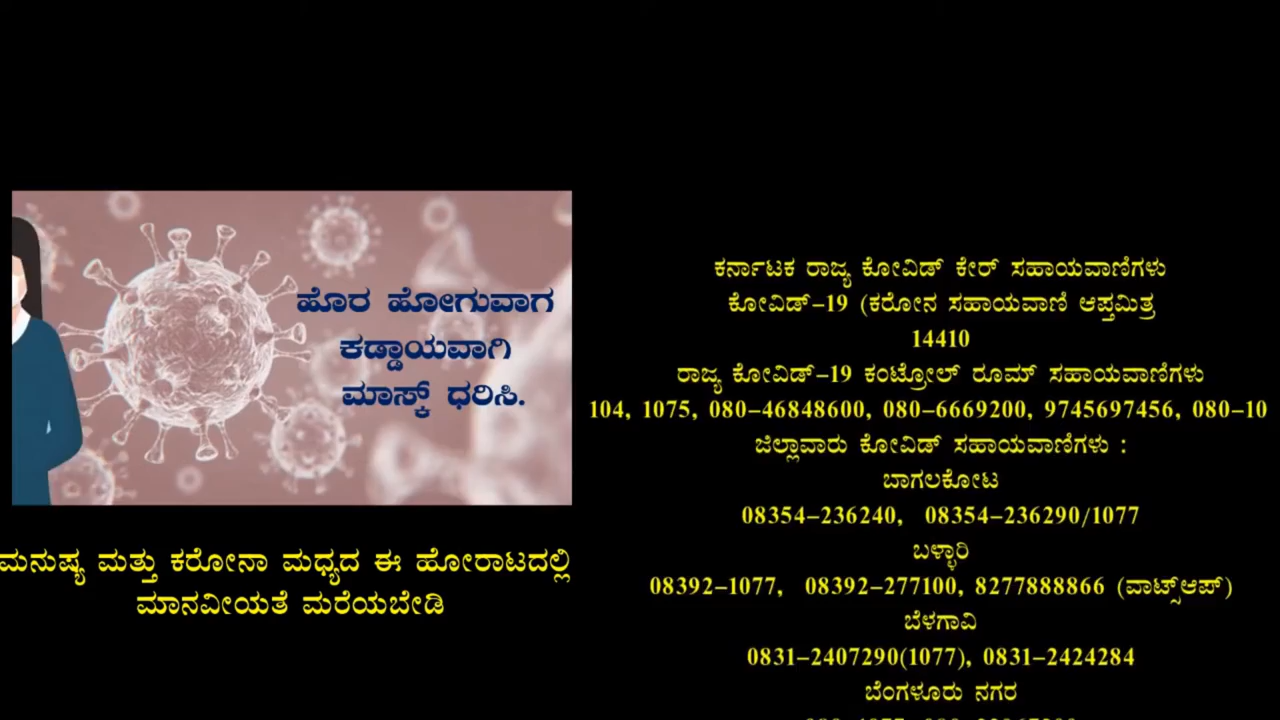 ಹೊರ ಹೋಗುವಾಗ
ಕಡ್ಡಾಯವಾಗಿ
ಮಾಸ್ಕ್ ಧರಿಸಿ.
ಮನುಷ್ಯ ಮತ್ತು ಕರೋನಾ ಮಧ್ಯದ ಈ ಹೋರಾಟದಲ್ಲಿ
ಮಾನವೀಯತೆ ಮರೆಯಬೇಡಿ
ಕರ್ನಾಟಕ ರಾಜ್ಯ ಕೋವಿಡ್ ಕೇರ್ ಸಹಾಯವಾಣಿಗಳು
ಕೋವಿಡ್-19 (ಕರೋನ ಸಹಾಯವಾಣಿ ಆಪ್ತಮಿತ್ರ
14410
ರಾಜ್ಯ ಕೋವಿಡ್-19 ಕಂಟ್ರೋಲ್ ರೂಮ್ ಸಹಾಯವಾಣಿಗಳು
104, 1075, 080-46848600, 080-6669200, 9745697456, 080-10
ಜಿಲ್ಲಾವಾರು ಕೋವಿಡ್ ಸಹಾಯವಾಣಿಗಳು :
ಬಾಗಲಕೋಟ
08354-236240, 08354-236290/1077
ಬಳ್ಳಾರಿ
08392-1077, 08392-277100, 8277888866 (ವಾಟ್ಸ್ಆಪ್)
ಬೆಳಗಾವಿ
0831-2407290(1077), 0831-2424284
ಬೆಂಗಳೂರು ನಗರ